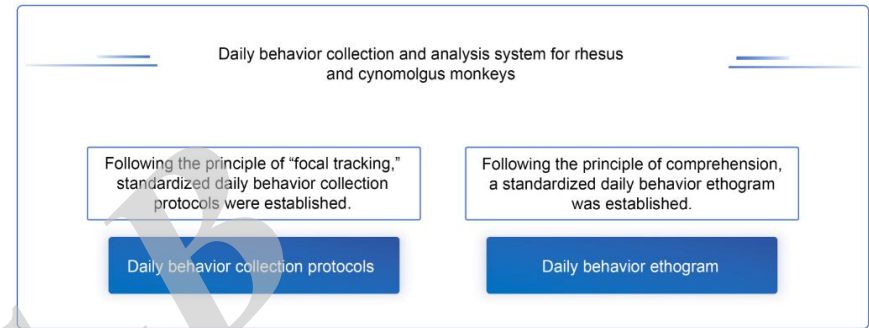 Daily behavior collection and analysis system for rhesus
and cynomolgus monkeys
Following the principle of “focal tracking,”
standardized daily behavior collection
protocols were established.
Following the principle of comprehension,
a standardized daily behavior ethogram
was established.
Daily behavior collection protocols
Daily behavior ethogram
B